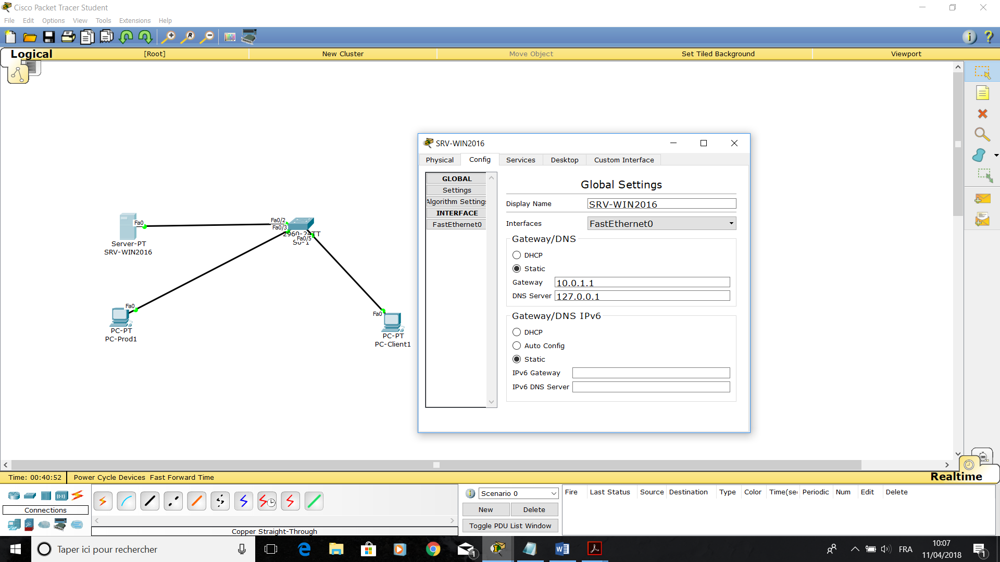 Cisco Packet Tracer Student
File Edit Options View Tools Extensions Help
Logical [Root] New Cluster Move Object Set Tiled Background Viewport
SRV-WIN2016
Physical Config Services Desktop Custom Interface
GLOBAL
Settings
Algorithm Settings
INTERFACE
FastEthernet0
Global Settings
Display Name SRV-WIN2016
Interfaces FastEthernet0
Gateway/DNS
DHCP
Static
Gateway 10.0.1.1
DNS Server 127.0.0.1
Gateway/DNS IPv6
DHCP
Auto Config
Static
IPv6 Gateway
IPv6 DNS Server
Fa0
Server-PT
SRV-WIN2016
Fa0/2
Fa0/3
2960-24TT
Fa0/5
Fa0
PC-PT
PC-Prod1
Fa0
PC-PT
PC-Client1
Time: 00:40:52 Power Cycle Devices Fast Forward Time
Realtime
Connections
Copper Straight-Through
Scenario 0
New Delete
Toggle PDU List Window
Fire Last Status Source Destination Type Color Time(sec Periodic Num Edit Delete
Taper ici pour rechercher
1
FRA
10:07
11/04/2018
1